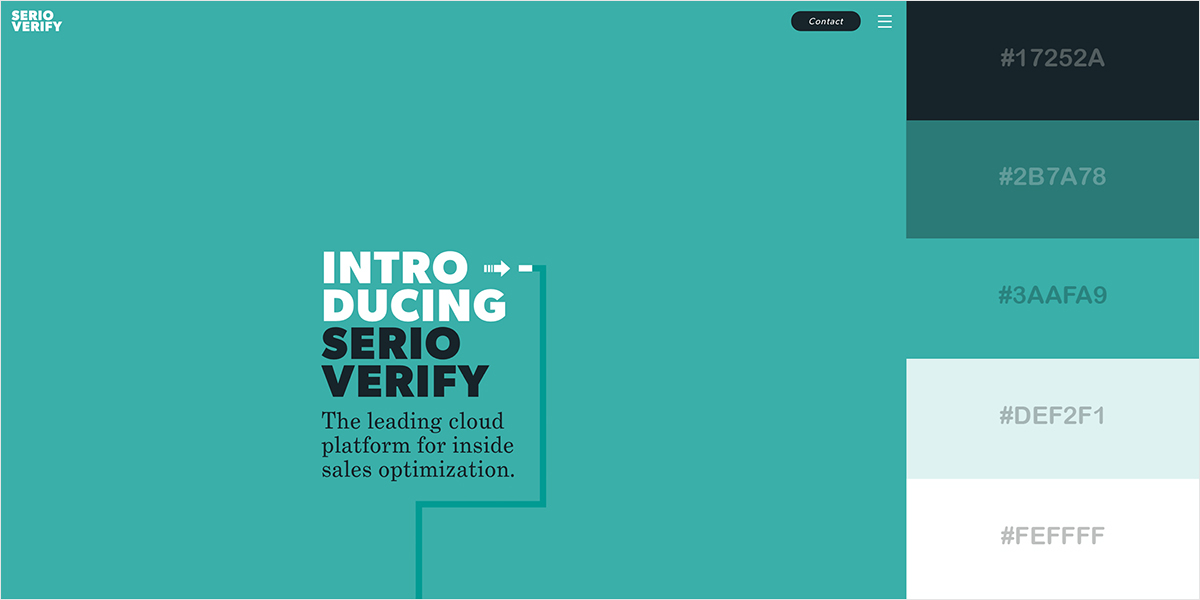 SERIO
VERIFY
Contact
INTRO
DUCING
SERIO
VERIFY
The leading cloud
platform for inside
sales optimization.
#17252A
#2B7A78
#3AAFA9
#DEF2F1
#FEFFFF